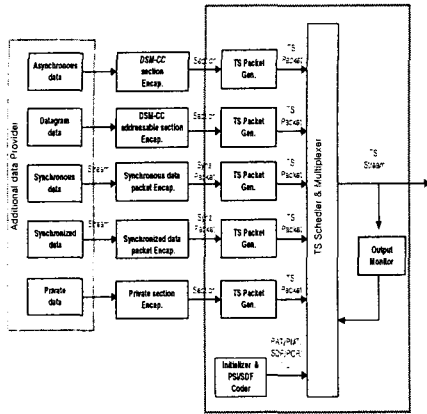 Additional data Provider
Asynchronous
data
DSM-CC
section
Encap.
Section
TS Packet
Gen.
TS
Packet
Datagram
data
DSM-CC
addressable section
Encap.
Section
TS Packet
Gen.
TS
Packet
Synchronous
data
Stream
Synchronous data
packet Encap.
Sync
Packet
TS Packet
Gen.
TS
Packet
Synchronized
data
Stream
Synchronized data
packet Encap.
Sync
Packet
TS Packet
Gen.
TS
Packet
Private
data
Private section
Encap.
Section
TS Packet
Gen.
TS
Packet
TS Schedler & Multiplexer
TS
Stream
Output
Monitor
Initializer &
PSI/SDF
Coder
PAT/PMT
SDF/PCR